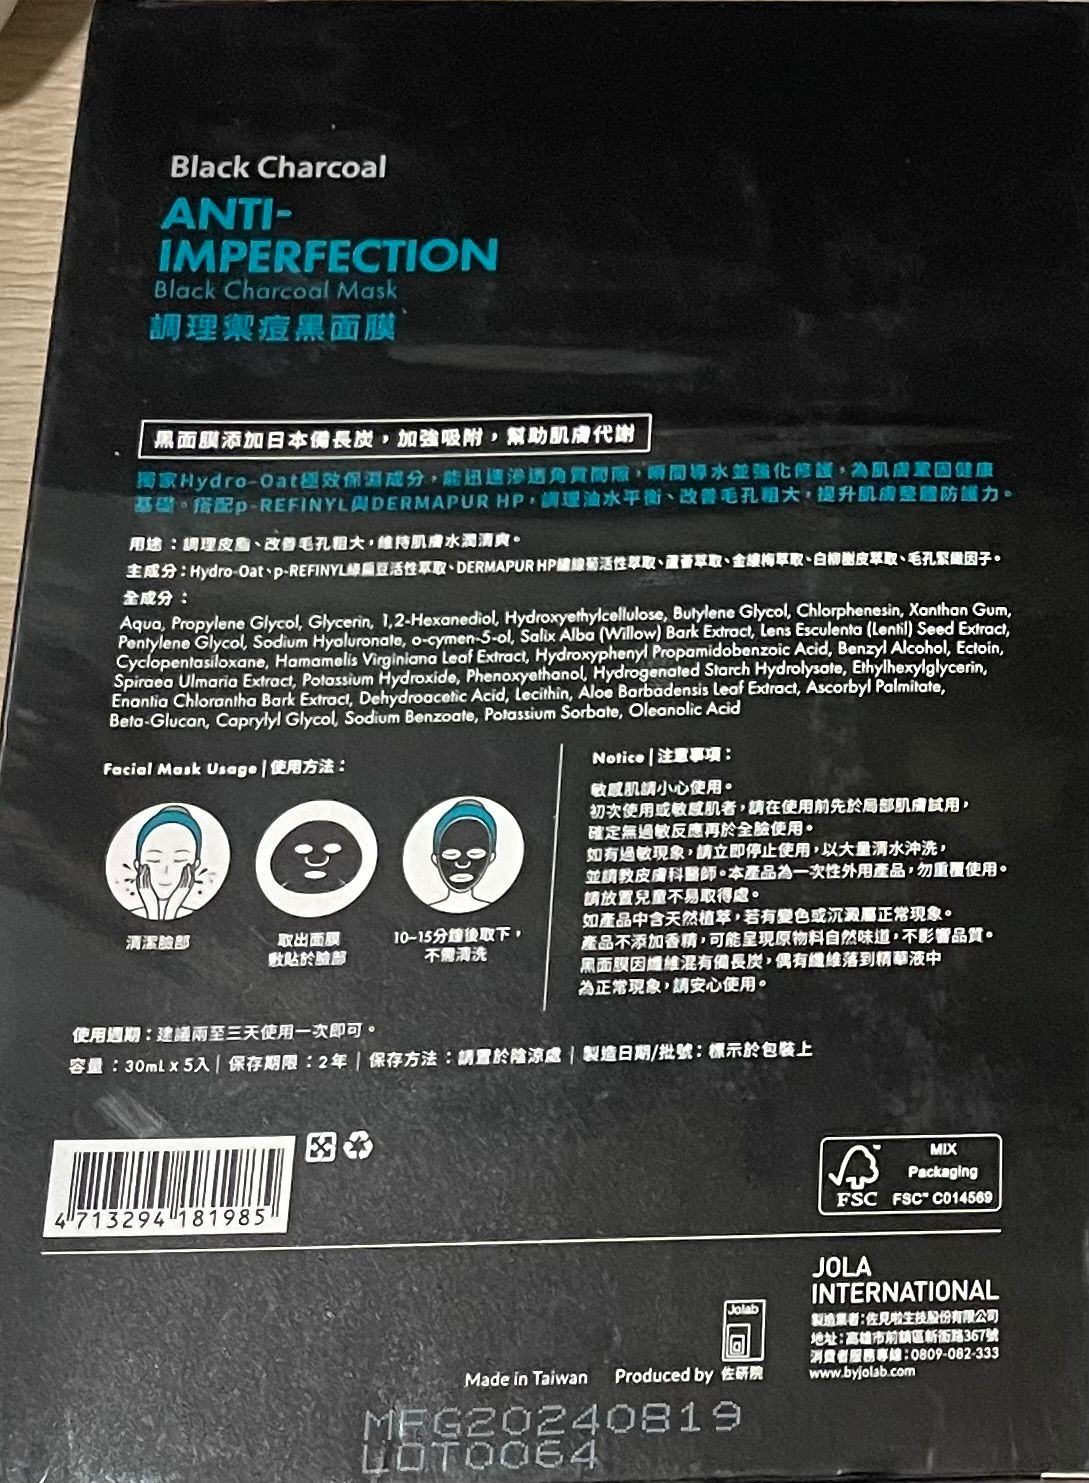 Black Charcoal
ANTI-
IMPERFECTION
Black Charcoal Mask
調理禦痘黑面膜
黑面膜添加日本備長炭，加強吸附，幫助肌膚代謝
獨家Hydro-Oat極效保濕成分，能迅速滲透角質間隙，瞬間導水並強化修護，為肌膚鞏固健康
基礎。搭配p-REFINYL與DERMAPUR HP，調理油水平衡、改善毛孔粗大，提升肌膚整體防護力。
用途：調理皮脂、改善毛孔粗大，維持肌膚水潤清爽。
主成分：Hydro-Oat、p-REFINYL綠扁豆活性萃取、DERMAPUR HP繡線菊活性萃取、蘆薈萃取、金縷梅萃取、白柳樹皮萃取、毛孔緊緻因子。
全成分：
Aqua, Propylene Glycol, Glycerin, 1,2-Hexanediol, Hydroxyethylcellulose, Butylene Glycol, Chlorphenesin, Xanthan Gum,
Pentylene Glycol, Sodium Hyaluronate, o-cymen-5-ol, Salix Alba (Willow) Bark Extract, Lens Esculenta (Lentil) Seed Extract,
Cyclopentasiloxane, Hamamelis Virginiana Leaf Extract, Hydroxyphenyl Propamidobenzoic Acid, Benzyl Alcohol, Ectoin,
Spiraea Ulmaria Extract, Potassium Hydroxide, Phenoxyethanol, Hydrogenated Starch Hydrolysate, Ethylhexylglycerin,
Enantia Chlorantha Bark Extract, Dehydroacetic Acid, Lecithin, Aloe Barbadensis Leaf Extract, Ascorbyl Palmitate,
Beta-Glucan, Caprylyl Glycol, Sodium Benzoate, Potassium Sorbate, Oleanolic Acid
Facial Mask Usage | 使用方法：
清潔臉部
取出面膜
敷貼於臉部
10~15分鐘後取下，
不需清洗
Notice | 注意事項：
敏感肌請小心使用。
初次使用或敏感肌者，請在使用前先於局部肌膚試用，
確定無過敏反應再於全臉使用。
如有過敏現象，請立即停止使用，以大量清水沖洗，
並請教皮膚科醫師。本產品為一次性外用產品，勿重覆使用。
請放置兒童不易取得處。
如產品中含天然植萃，若有變色或沉澱屬正常現象。
產品不添加香精，可能呈現原物料自然味道，不影響品質。
黑面膜因纖維混有備長炭，偶有纖維落到精華液中
為正常現象，請安心使用。
使用週期：建議兩至三天使用一次即可。
容量：30mL x 5入 | 保存期限：2年 | 保存方法：請置於陰涼處 | 製造日期/批號：標示於包裝上
4 713294 181985
MIX
Packaging
FSC FSC™ C014569
JOLA
INTERNATIONAL
製造業者：佐見啦生技股份有限公司
地址：高雄市前鎮區新衙路367號
消費者服務專線：0809-082-333
www.byjolab.com
Jolab
Made in Taiwan Produced by 佐研院
MFG20240819
LOT0064